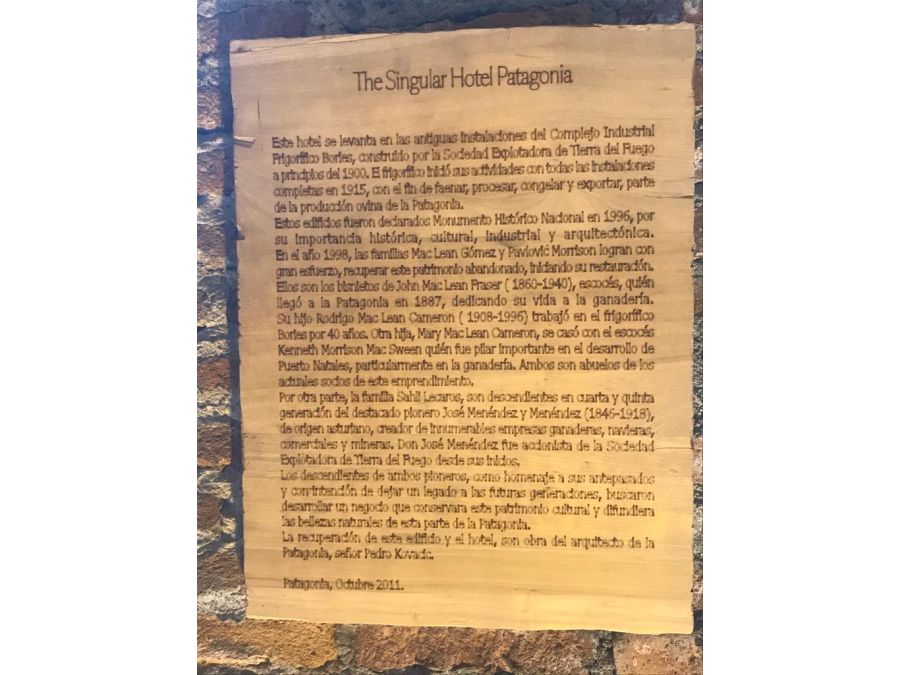 The Singular Hotel Patagonia
Este hotel se levanta en las antiguas instalaciones del Complejo Industrial
Frigorífico Bories, construido por la Sociedad Explotadora de Tierra del Fuego
a principios del 1900. El frigorífico inició sus actividades con todas las instalaciones
completas en 1915, con el fin de faenar, procesar, congelar y exportar, parte
de la producción ovina de la Patagonia.
Estos edificios fueron declarados Monumento Histórico Nacional en 1996, por
su importancia histórica, cultural, industrial y arquitectónica.
En el año 1998, las familias Mac Lean Gómez y Pavlovic Morrison logran con
gran esfuerzo, recuperar este patrimonio abandonado, iniciando su restauración.
Ellos son los bisnietos de John Mac Lean Fraser ( 1860-1940), escocés, quién
llegó a la Patagonia en 1887, dedicando su vida a la ganadería.
Su hijo Rodrigo Mac Lean Cameron ( 1908-1996) trabajó en el frigorífico
Bories por 40 años. Otra hija, Mary Mac Lean Cameron, se casó con el escocés
Kenneth Morrison Mac Sween quién fue pilar importante en el desarrollo de
Puerto Natales, particularmente en la ganadería. Ambos son abuelos de los
actuales socios de este emprendimiento.
Por otra parte, la familia Sahli Lecaros, son descendientes en cuarta y quinta
generación del destacado pionero José Menéndez y Menéndez (1846-1918),
de origen asturiano, creador de innumerables empresas ganaderas, navieras,
comerciales y mineras. Don José Menéndez fue accionista de la Sociedad
Explotadora de Tierra del Fuego desde sus inicios.
Los descendientes de ambos pioneros, como homenaje a sus antepasados
y con intención de dejar un legado a las futuras generaciones, buscaron
desarrollar un negocio que conservara este patrimonio cultural y difundiera
las bellezas naturales de esta parte de la Patagonia.
La recuperación de este edificio y el hotel, son obra del arquitecto de la
Patagonia, señor Pedro Kovacic.
Patagonia, Octubre 2011.